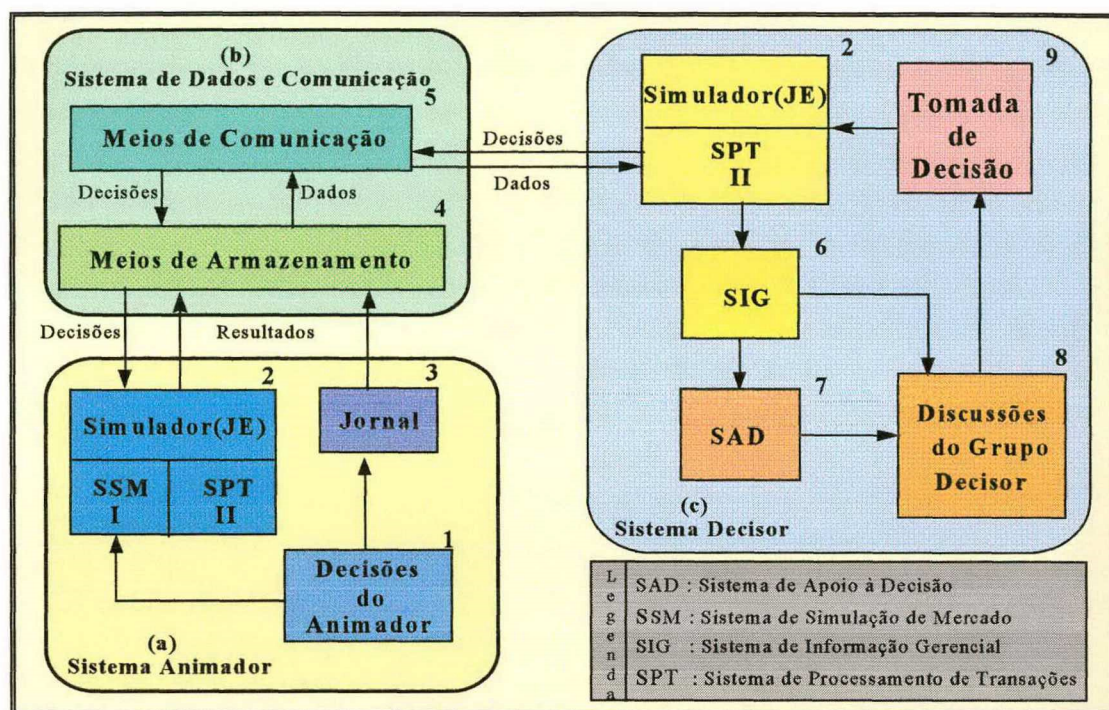 (b)
Sistema de Dados e Comunicação
5
Meios de Comunicação
Decisões
Dados
4
Meios de Armazenamento
Decisões
Resultados
Decisões
Dados
2
Simulador(JE)
SSM
I
SPT
II
3
Jornal
1
Decisões
do
Animador
(a)
Sistema Animador
2
Simulador(JE)
SPT
II
9
Tomada
de
Decisão
6
SIG
7
SAD
8
Discussões
do Grupo
Decisor
(c)
Sistema Decisor
Legenda
SAD : Sistema de Apoio à Decisão
SSM : Sistema de Simulação de Mercado
SIG : Sistema de Informação Gerencial
SPT : Sistema de Processamento de Transações